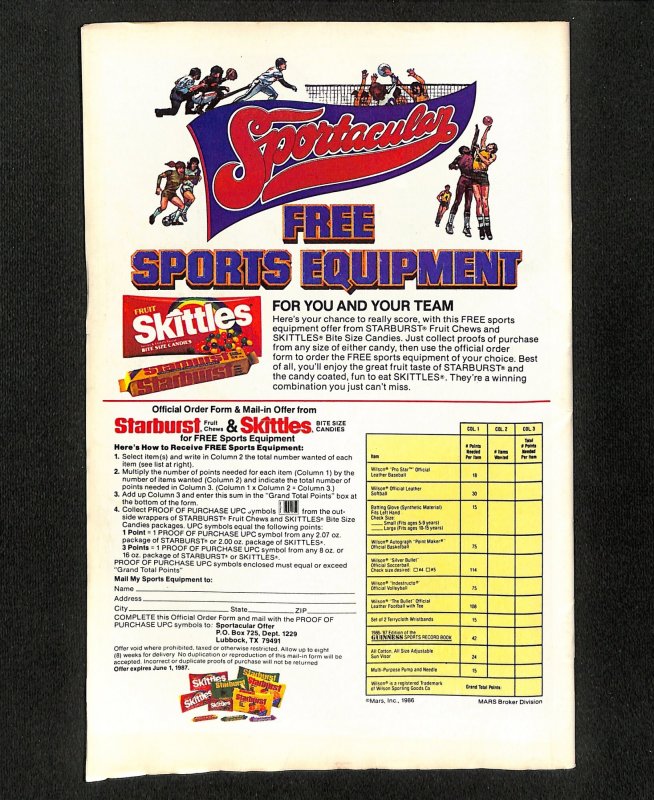 Sportacular
FREE
SPORTS EQUIPMENT
FRUIT
Skittles
BITE SIZE CANDIES
Starburst
Starburst
FOR YOU AND YOUR TEAM
Here's your chance to really score, with this FREE sports
equipment offer from STARBURST® Fruit Chews and
SKITTLES® Bite Size Candies. Just collect proofs of purchase
from any size of either candy, then use the official order
form to order the FREE sports equipment of your choice. Best
of all, you'll enjoy the great fruit taste of STARBURST® and
the candy coated, fun to eat SKITTLES®. They're a winning
combination you just can't miss.
Official Order Form & Mail-in Offer from
Starburst® Fruit Chews & Skittles® BITE SIZE CANDIES
for FREE Sports Equipment
Here's How to Receive FREE Sports Equipment:
1. Select item(s) and write in Column 2 the total number wanted of each
item (see list at right).
2. Multiply the number of points needed for each item (Column 1) by the
number of items wanted (Column 2) and indicate the total number of
points needed in Column 3. (Column 1 x Column 2 = Column 3.)
3. Add up Column 3 and enter this sum in the "Grand Total Points" box at
the bottom of the form.
4. Collect PROOF OF PURCHASE UPC symbols from the out-
side wrappers of STARBURST® Fruit Chews and SKITTLES® Bite Size
Candies packages. UPC symbols equal the following points:
1 Point = 1 PROOF OF PURCHASE UPC symbol from any 2.07 oz.
package of STARBURST® or 2.00 oz. package of SKITTLES®.
3 Points = 1 PROOF OF PURCHASE UPC symbol from any 8 oz. or
16 oz. package of STARBURST® or SKITTLES®.
PROOF OF PURCHASE UPC symbols enclosed must equal or exceed
"Grand Total Points"
Mail My Sports Equipment to:
Name
Address
City State ZIP
COMPLETE this Official Order Form and mail with the PROOF OF
PURCHASE UPC symbols to: Sportacular Offer
P.O. Box 725, Dept. 1229
Lubbock, TX 79491
Offer void where prohibited, taxed or otherwise restricted. Allow up to eight
(8) weeks for delivery. No duplication or reproduction of this mail-in form will be
accepted. Incorrect or duplicate proofs of purchase will not be returned
Offer expires June 1, 1987.
Skittles
Starburst
Starburst
Skittles
Skittles
Starburst
COL. 1 COL. 2 COL. 3
Item # Points Needed Per Item # Items Wanted Total # Points Needed Per Item
Wilson® "Pro Star™" Official
Leather Baseball 18
Wilson® Official Leather
Softball 30
Batting Glove (Synthetic Material) 15
Fits Left Hand
Check Size:
Small (Fits ages 5-9 years)
Large (Fits ages 10-15 years)
Wilson® Autograph "Point Maker"®
Official Basketball 75
Wilson® "Silver Bullet"
Official Soccerball
Check size desired □#4 □#5 114
Wilson® "Indestructo"®
Official Volleyball 75
Wilson® "The Bullet" Official
Leather Football with Tee 108
Set of 2 Terrycloth Wristbands 15
1986-'87 Edition of the
GUINNESS SPORTS RECORD BOOK 42
All Cotton, All Size Adjustable
Sun Visor 24
Multi-Purpose Pump and Needle 15
Wilson® is a registered Trademark
of Wilson Sporting Goods Co Grand Total Points
©Mars, Inc., 1986 MARS Broker Division